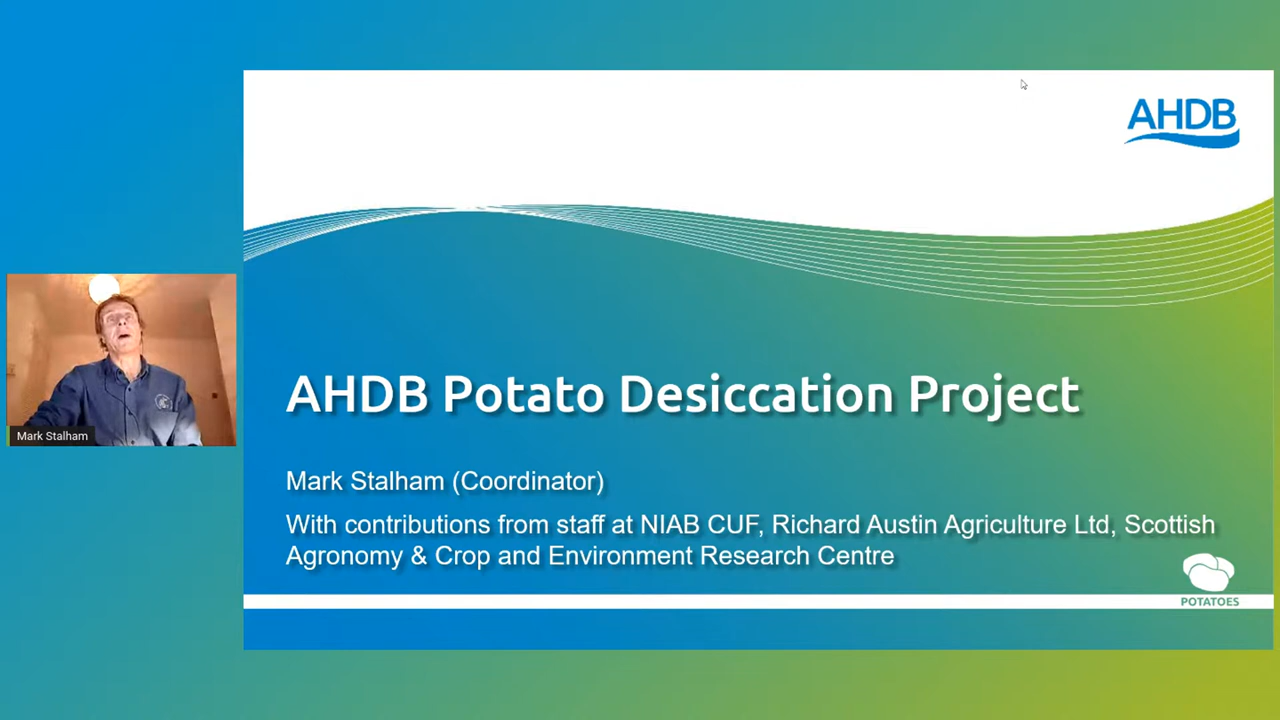 AHDB
AHDB Potato Desiccation Project
Mark Stalham (Coordinator)
With contributions from staff at NIAB CUF, Richard Austin Agriculture Ltd, Scottish
Agronomy & Crop and Environment Research Centre
POTATOES
Mark Stalham